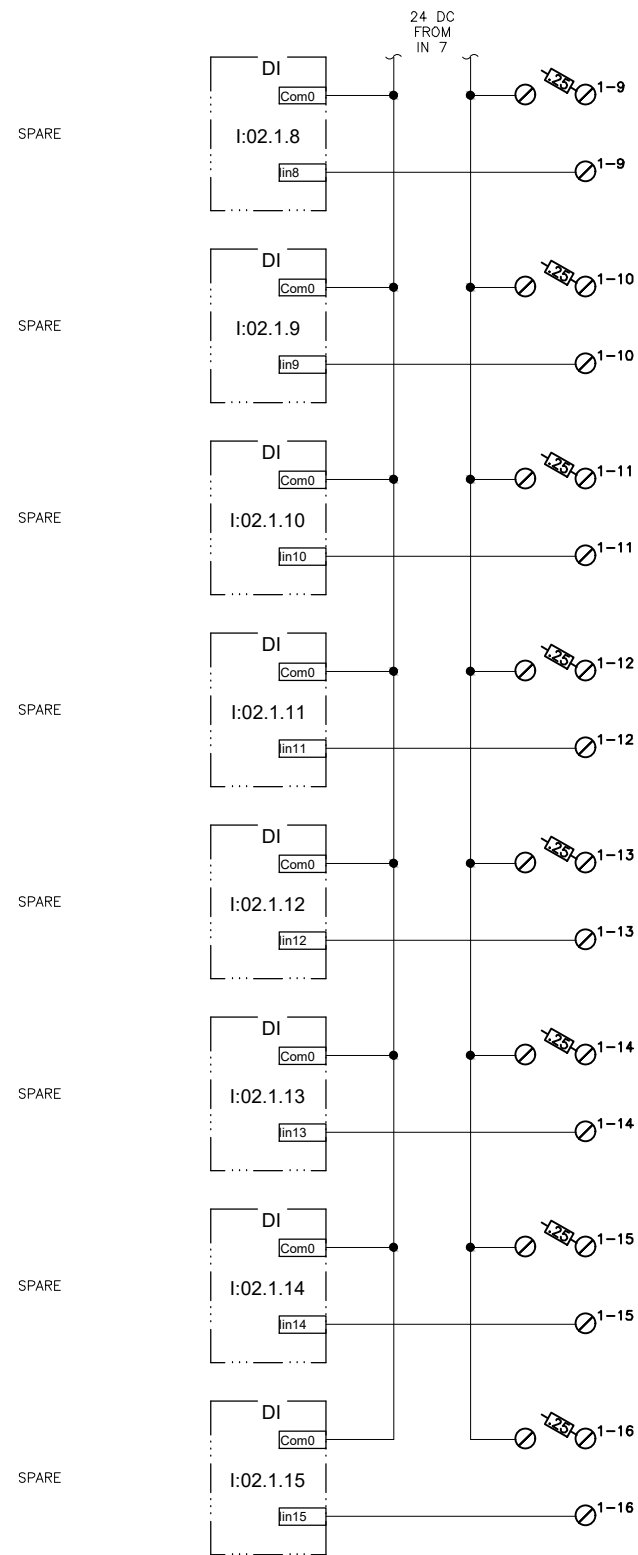 24 DC
FROM
IN 7
DI
Com0
.25
1-9
SPARE
I:02.1.8
Iin8
1-9
DI
Com0
.25
1-10
SPARE
I:02.1.9
Iin9
1-10
DI
Com0
.25
1-11
SPARE
I:02.1.10
Iin10
1-11
DI
Com0
.25
1-12
SPARE
I:02.1.11
Iin11
1-12
DI
Com0
.25
1-13
SPARE
I:02.1.12
Iin12
1-13
DI
Com0
.25
1-14
SPARE
I:02.1.13
Iin13
1-14
DI
Com0
.25
1-15
SPARE
I:02.1.14
Iin14
1-15
DI
Com0
.25
1-16
SPARE
I:02.1.15
Iin15
1-16